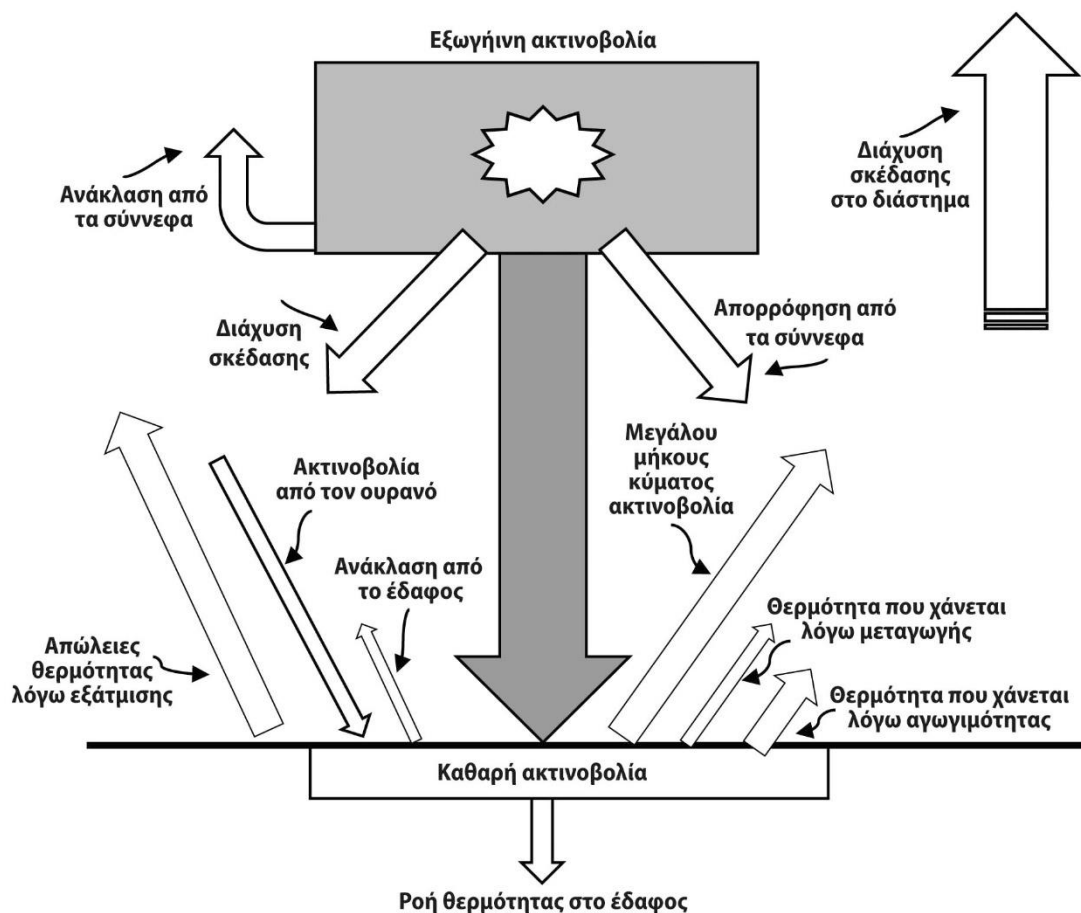 Εξωγήινη ακτινοβολία
Ανάκλαση από
τα σύννεφα
Διάχυση
σκέδασης
στο διάστημα
Διάχυση
σκέδασης
Απορρόφηση από
τα σύννεφα
Ακτινοβολία
από τον ουρανό
Μεγάλου
μήκους
κύματος
ακτινοβολία
Ανάκλαση από
το έδαφος
Απώλειες
θερμότητας
λόγω εξάτμισης
Θερμότητα που χάνεται
λόγω μεταγωγής
Θερμότητα που χάνεται
λόγω αγωγιμότητας
Καθαρή ακτινοβολία
Ροή θερμότητας στο έδαφος